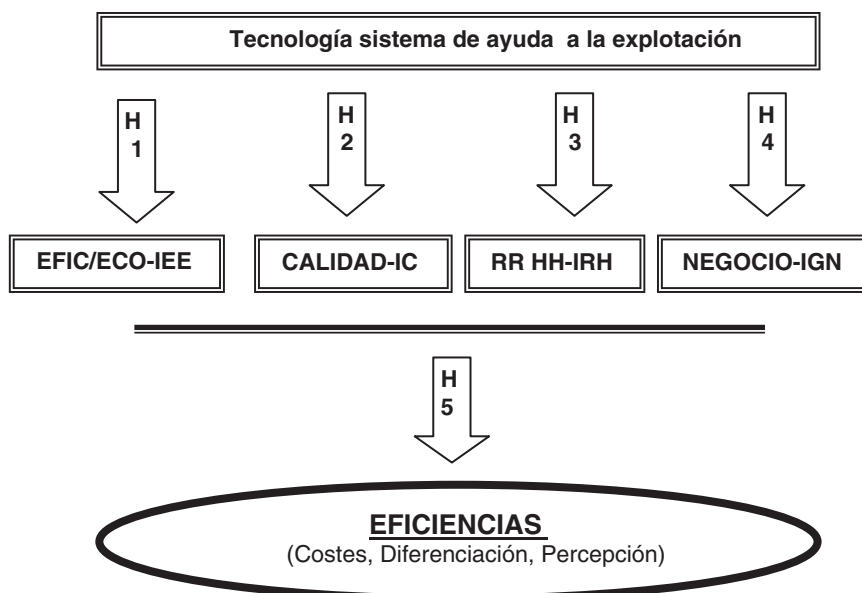 Tecnología sistema de ayuda a la explotación
H
1
H
2
H
3
H
4
EFIC/ECO-IEE
CALIDAD-IC
RR HH-IRH
NEGOCIO-IGN
H
5
EFICIENCIAS
(Costes, Diferenciación, Percepción)